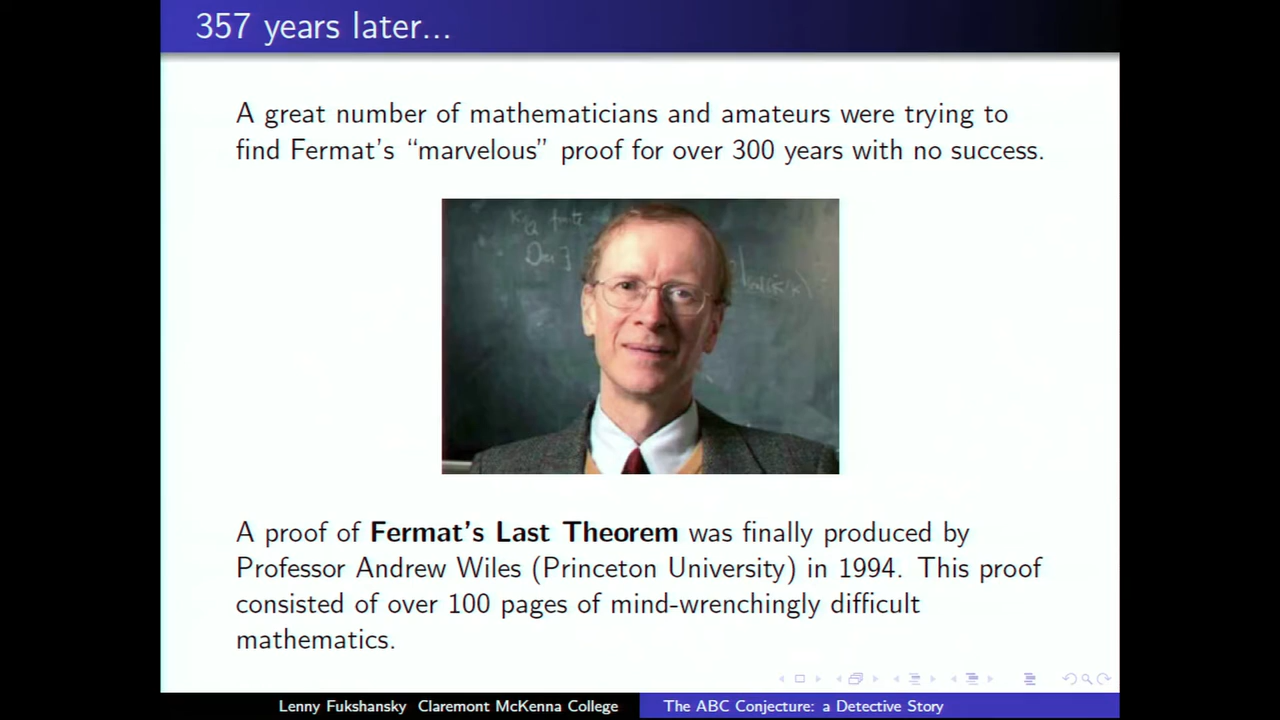 357 years later...
A great number of mathematicians and amateurs were trying to
find Fermat's “marvelous” proof for over 300 years with no success.
A proof of Fermat's Last Theorem was finally produced by
Professor Andrew Wiles (Princeton University) in 1994. This proof
consisted of over 100 pages of mind-wrenchingly difficult
mathematics.
Lenny Fukshansky Claremont McKenna College
The ABC Conjecture: a Detective Story